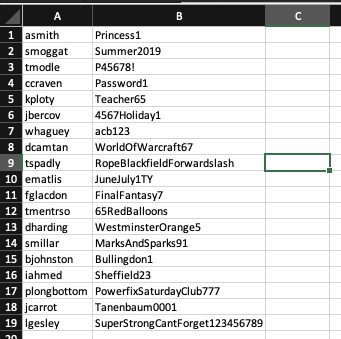 A B C
1 asmith Princess1
2 smoggat Summer2019
3 tmodle P45678!
4 ccraven Password1
5 kploty Teacher65
6 jbercov 4567Holiday1
7 whaguey acb123
8 dcamtan WorldOfWarcraft67
9 tspadly RopeBlackfieldForwardslash
10 ematlis JuneJuly1TY
11 fglacdon FinalFantasy7
12 tmentrso 65RedBalloons
13 dharding WestminsterOrange5
14 smillar MarksAndSparks91
15 bjohnston Bullingdon1
16 iahmed Sheffield23
17 plongbottom PowerfixSaturdayClub777
18 jcarrot Tanenbaum0001
19 lgesley SuperStrongCantForget123456789